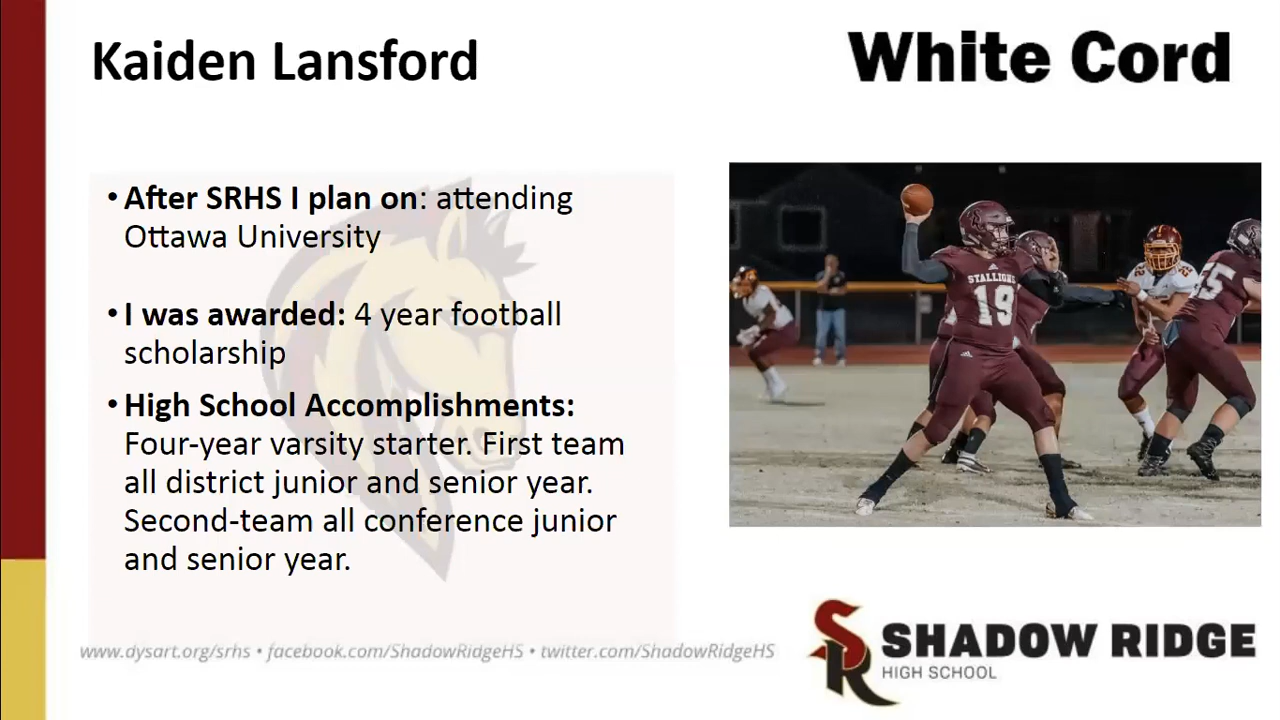 Kaiden Lansford
White Cord
•After SRHS I plan on: attending
Ottawa University
•I was awarded: 4 year football
scholarship
•High School Accomplishments:
Four-year varsity starter. First team
all district junior and senior year.
Second-team all conference junior
and senior year.
STALLIONS
19
22
55
www.dysart.org/srhs • facebook.com/ShadowRidgeHS • twitter.com/ShadowRidgeHS
SR
SHADOW RIDGE
HIGH SCHOOL